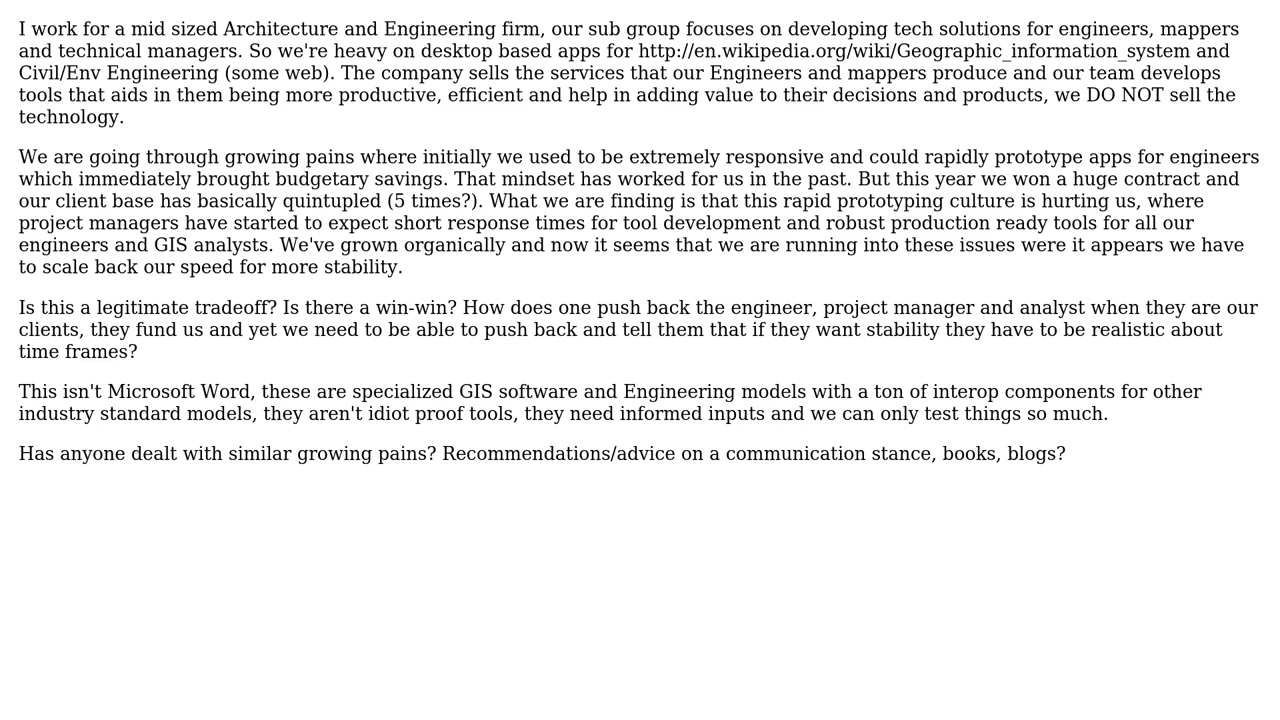 I work for a mid sized Architecture and Engineering firm, our sub group focuses on developing tech solutions for engineers, mappers
and technical managers. So we're heavy on desktop based apps for http://en.wikipedia.org/wiki/Geographic_information_system and
Civil/Env Engineering (some web). The company sells the services that our Engineers and mappers produce and our team develops
tools that aids in them being more productive, efficient and help in adding value to their decisions and products, we DO NOT sell the
technology.
We are going through growing pains where initially we used to be extremely responsive and could rapidly prototype apps for engineers
which immediately brought budgetary savings. That mindset has worked for us in the past. But this year we won a huge contract and
our client base has basically quintupled (5 times?). What we are finding is that this rapid prototyping culture is hurting us, where
project managers have started to expect short response times for tool development and robust production ready tools for all our
engineers and GIS analysts. We've grown organically and now it seems that we are running into these issues were it appears we have
to scale back our speed for more stability.
Is this a legitimate tradeoff? Is there a win-win? How does one push back the engineer, project manager and analyst when they are our
clients, they fund us and yet we need to be able to push back and tell them that if they want stability they have to be realistic about
time frames?
This isn't Microsoft Word, these are specialized GIS software and Engineering models with a ton of interop components for other
industry standard models, they aren't idiot proof tools, they need informed inputs and we can only test things so much.
Has anyone dealt with similar growing pains? Recommendations/advice on a communication stance, books, blogs?